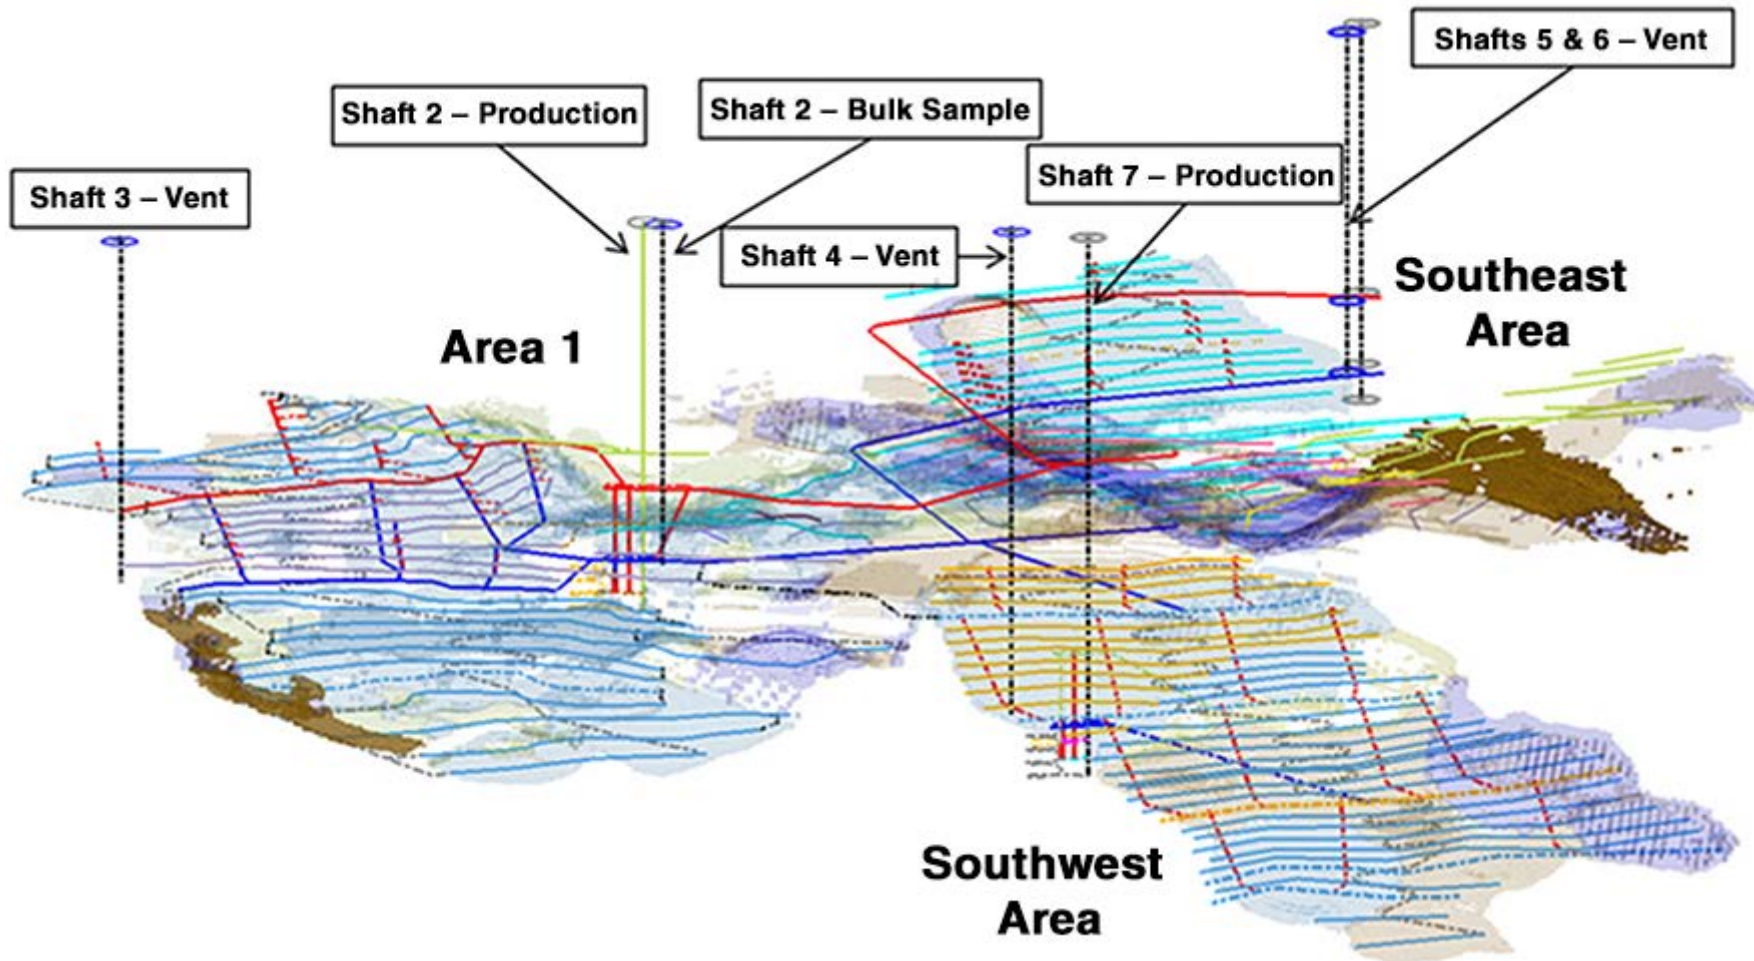 Shafts 5 & 6 – Vent
Shaft 2 – Production
Shaft 2 – Bulk Sample
Shaft 7 – Production
Shaft 3 – Vent
Shaft 4 – Vent
Southeast
Area
Area 1
Southwest
Area